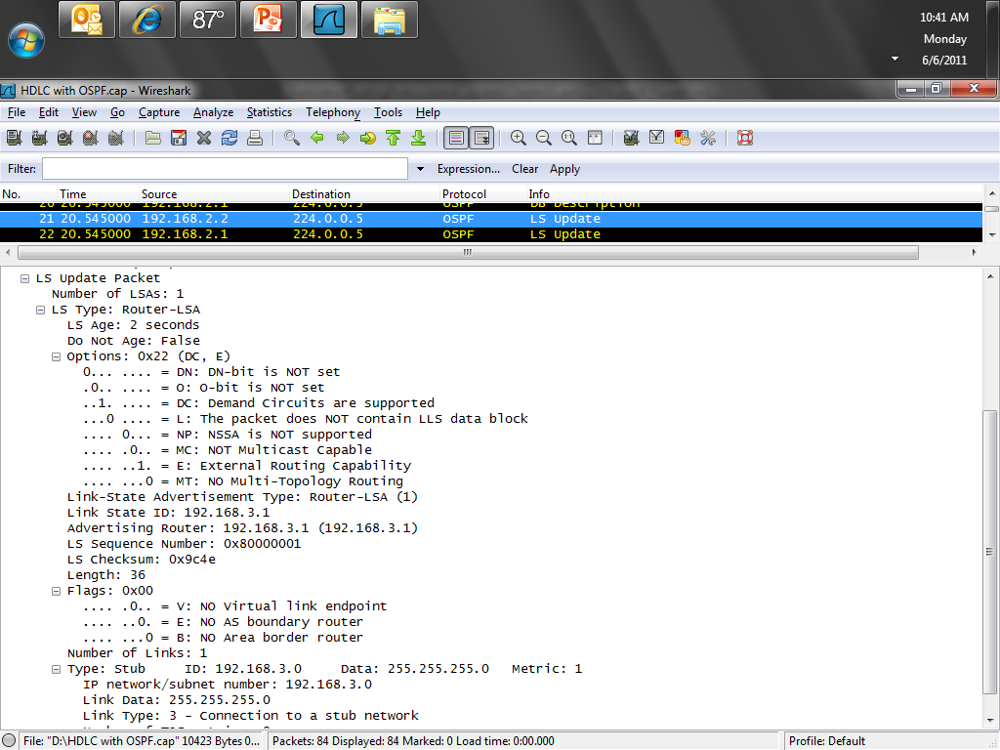 87°
10:41 AM
Monday
6/6/2011
HDLC with OSPF.cap - Wireshark
File Edit View Go Capture Analyze Statistics Telephony Tools Help
Filter: Expression... Clear Apply
No. Time Source Destination Protocol Info
20 20.545000 192.168.2.1 224.0.0.5 OSPF DB Description
21 20.545000 192.168.2.2 224.0.0.5 OSPF LS Update
22 20.545000 192.168.2.1 224.0.0.5 OSPF LS Update
LS Update Packet
Number of LSAs: 1
LS Type: Router-LSA
LS Age: 2 seconds
Do Not Age: False
Options: 0x22 (DC, E)
0... .... = DN: DN-bit is NOT set
.0.. .... = O: O-bit is NOT set
..1. .... = DC: Demand Circuits are supported
...0 .... = L: The packet does NOT contain LLS data block
.... 0... = NP: NSSA is NOT supported
.... .0.. = MC: NOT Multicast Capable
.... ..1. = E: External Routing Capability
.... ...0 = MT: NO Multi-Topology Routing
Link-State Advertisement Type: Router-LSA (1)
Link State ID: 192.168.3.1
Advertising Router: 192.168.3.1 (192.168.3.1)
LS Sequence Number: 0x80000001
LS Checksum: 0x9c4e
Length: 36
Flags: 0x00
.... .0.. = V: NO Virtual link endpoint
.... ..0. = E: NO AS boundary router
.... ...0 = B: NO Area border router
Number of Links: 1
Type: Stub ID: 192.168.3.0 Data: 255.255.255.0 Metric: 1
IP network/subnet number: 192.168.3.0
Link Data: 255.255.255.0
Link Type: 3 - Connection to a stub network
File: "D:\HDLC with OSPF.cap" 10423 Bytes 0... Packets: 84 Displayed: 84 Marked: 0 Load time: 0:00.000 Profile: Default